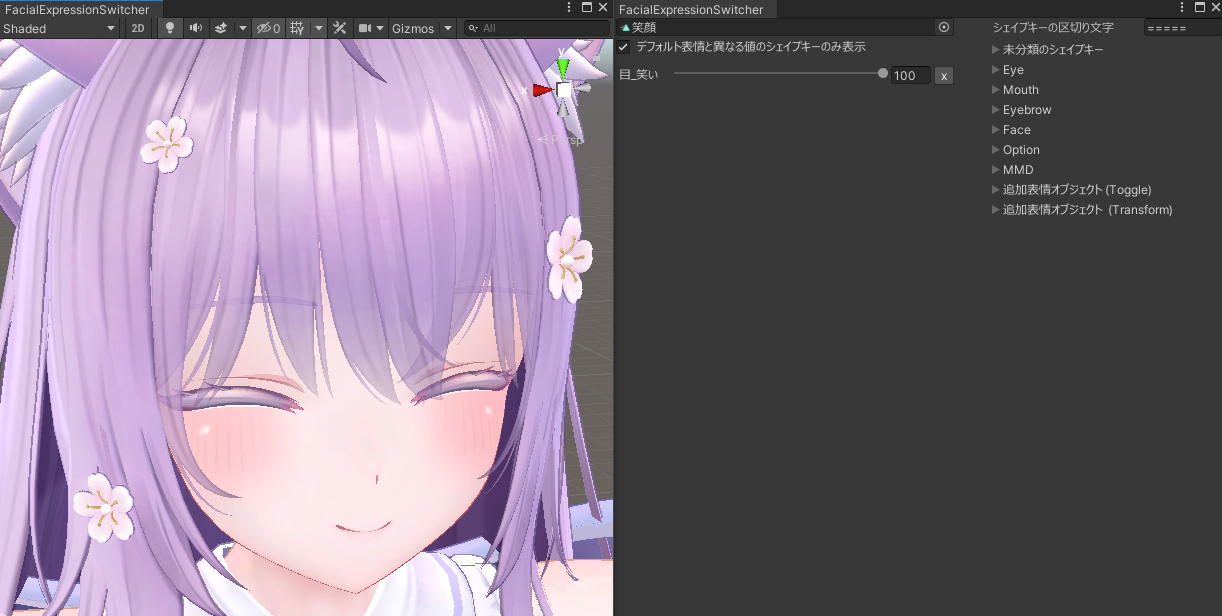 FacialExpressionSwitcher
Shaded
2D
0
Gizmos
All
y
x
< Persp
FacialExpressionSwitcher
笑顔
デフォルト表情と異なる値のシェイプキーのみ表示
目_笑い
100
x
シェイプキーの区切り文字
=====
未分類のシェイプキー
Eye
Mouth
Eyebrow
Face
Option
MMD
追加表情オブジェクト(Toggle)
追加表情オブジェクト (Transform)